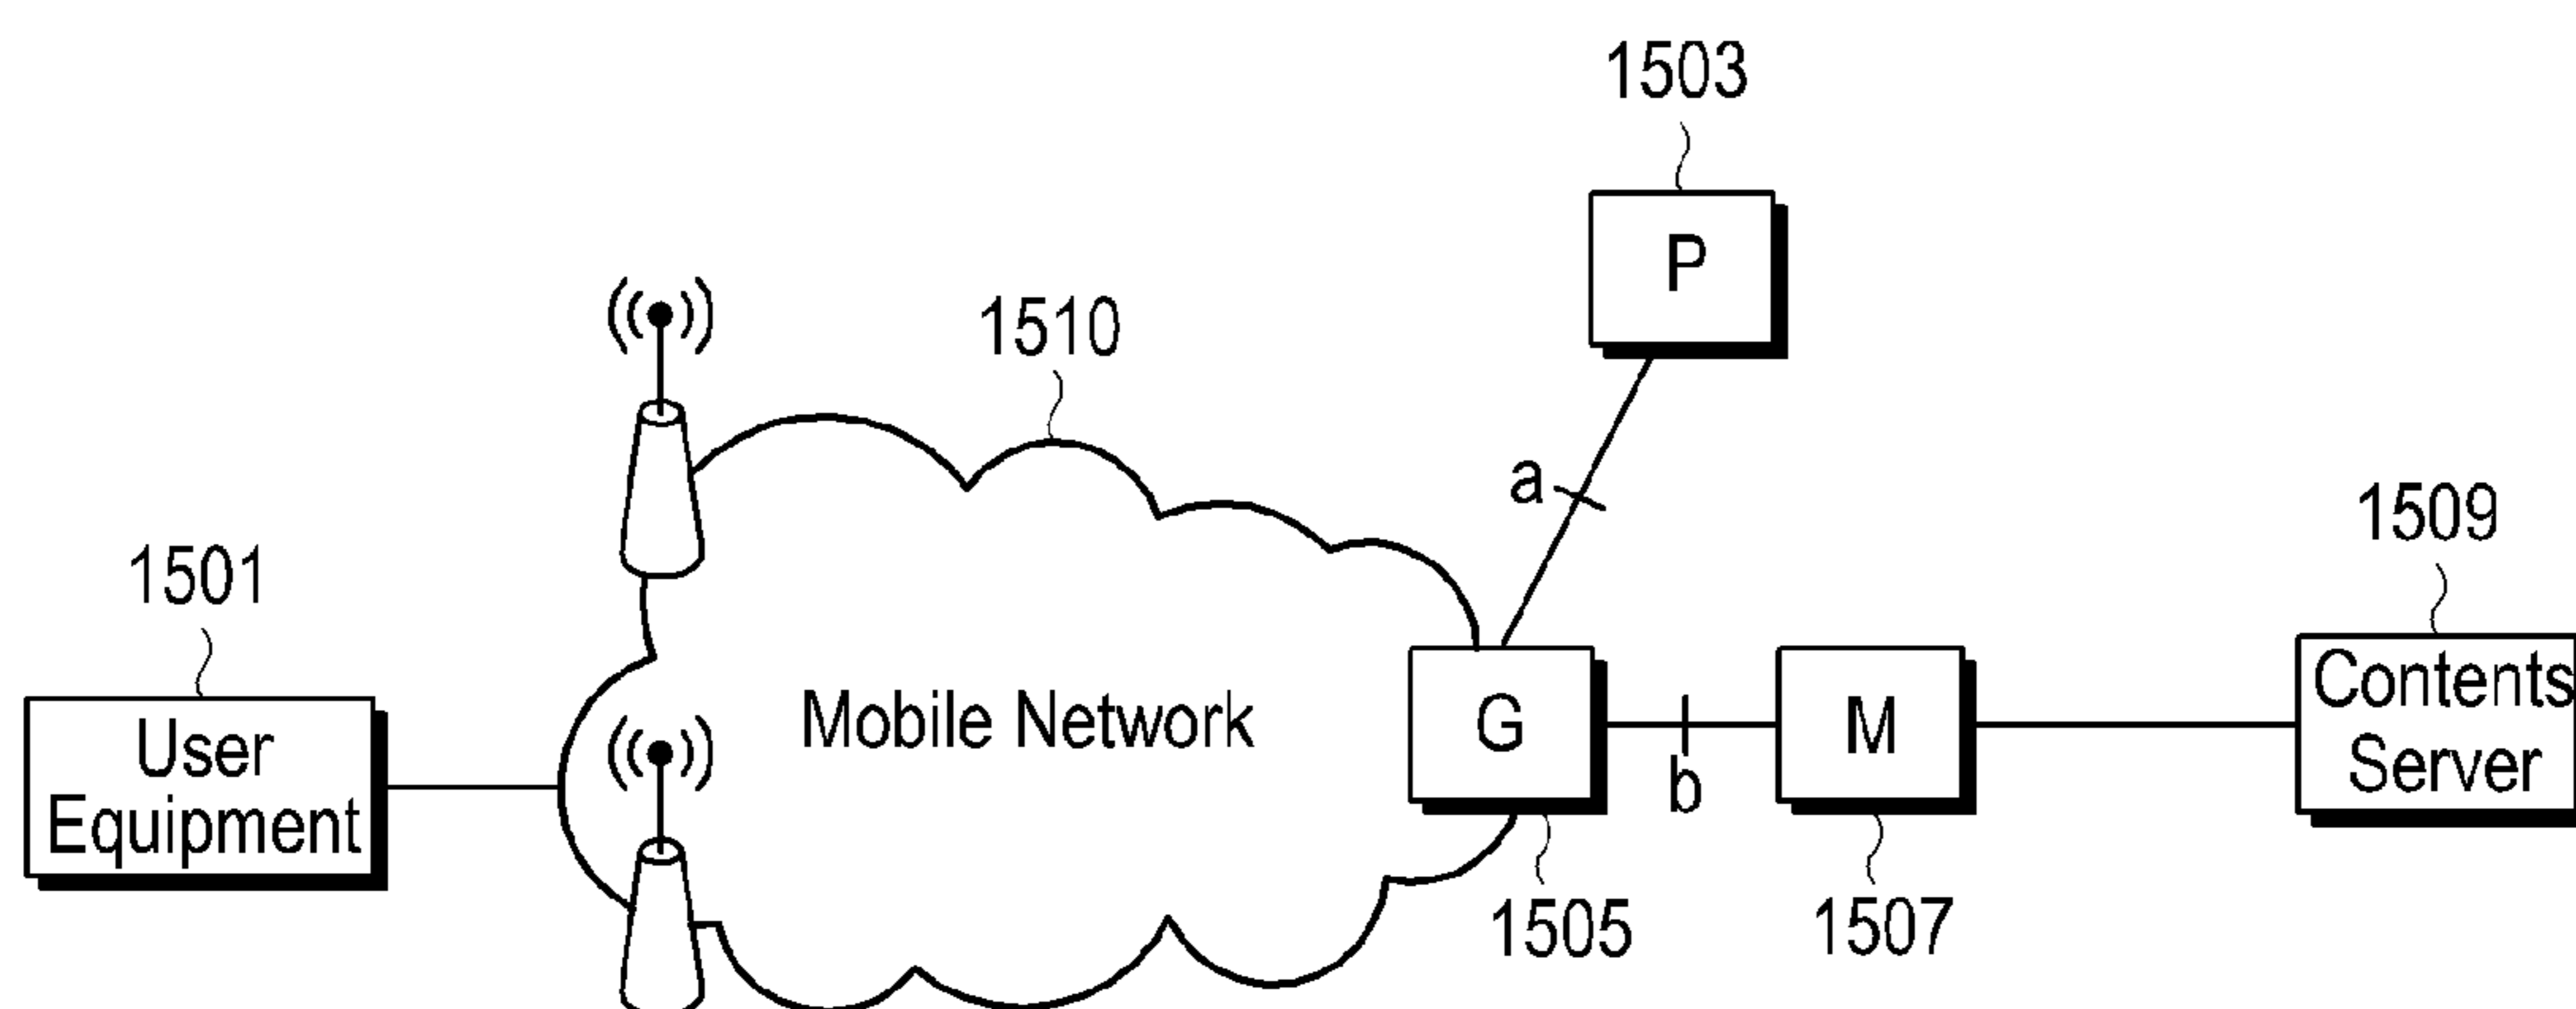 1503
P
1510
a
1509
1501
Contents
Server
User
Equipment
Mobile Network
G
M
b
1505
1507